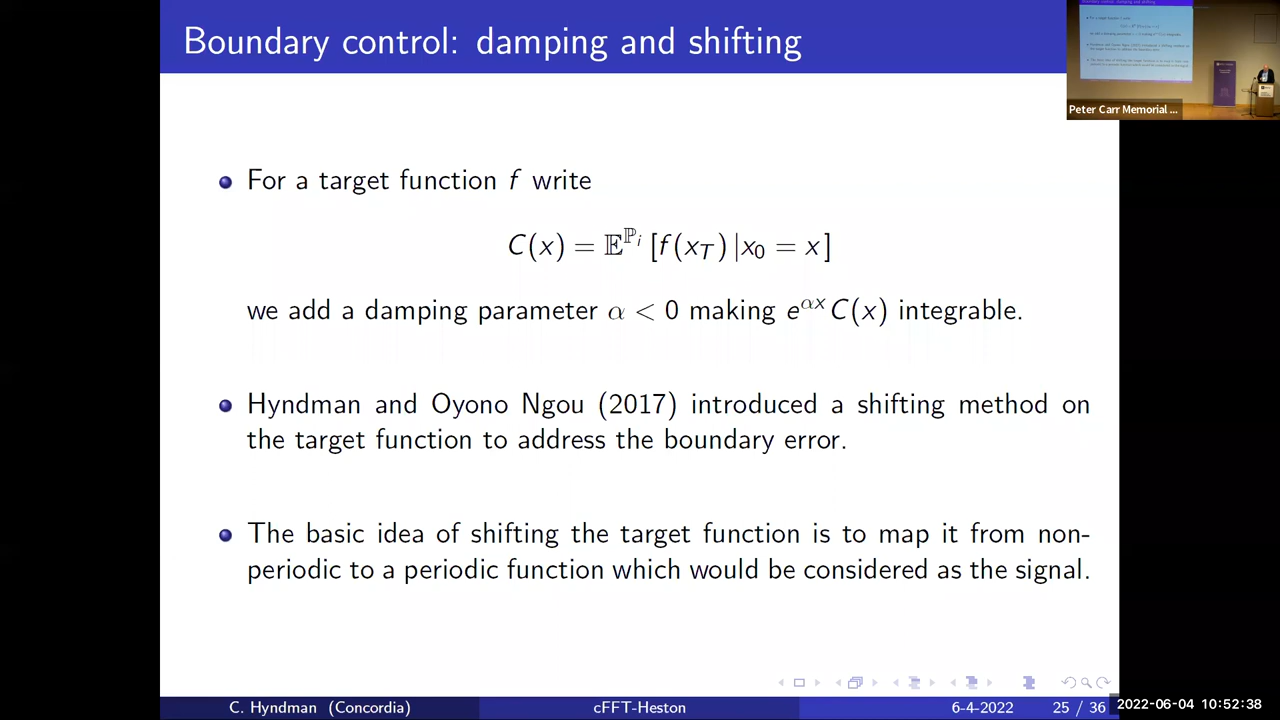 Boundary control: damping and shifting
Peter Carr Memorial ...
For a target function f write
C(x) = 𝔼^ℙᵢ [f(x_T) |x₀ = x]
we add a damping parameter α < 0 making e^{αx} C(x) integrable.
Hyndman and Oyono Ngou (2017) introduced a shifting method on
the target function to address the boundary error.
The basic idea of shifting the target function is to map it from non-
periodic to a periodic function which would be considered as the signal.
C. Hyndman (Concordia)
cFFT-Heston
6-4-2022
25 / 36
2022-06-04 10:52:38